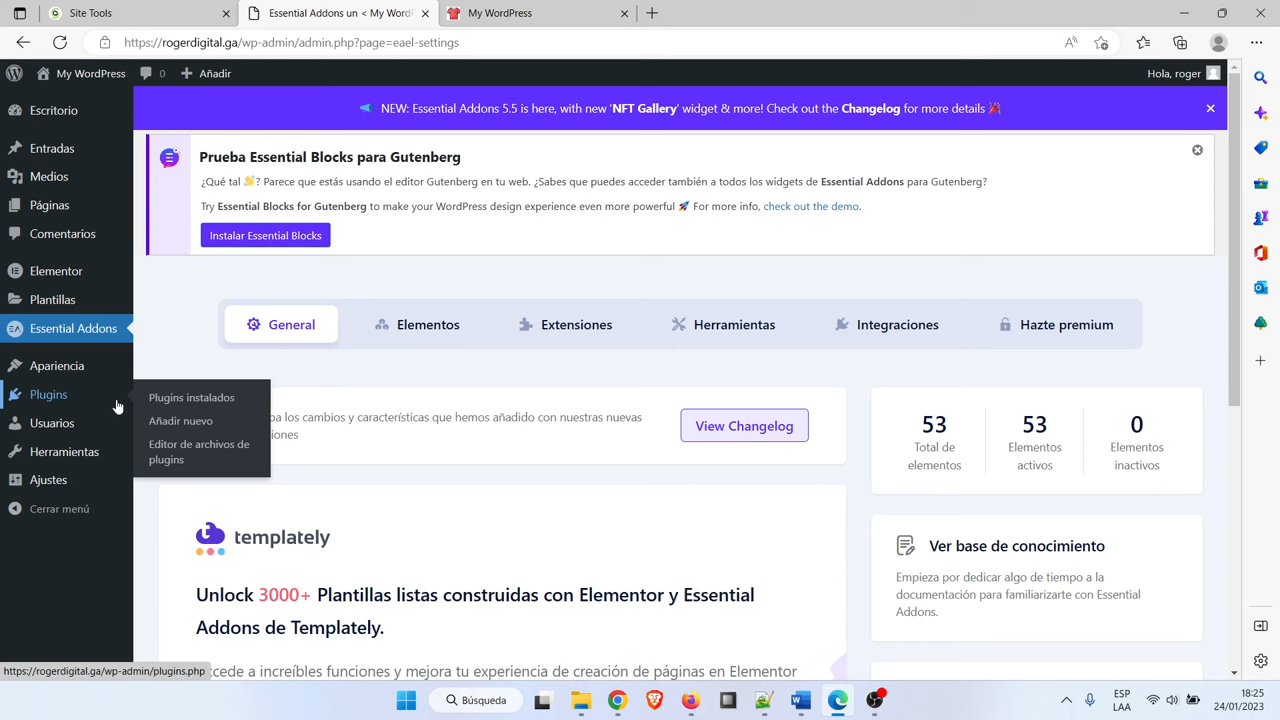 Site Tools
Essential Addons un < My WordP
My WordPress
https://rogerdigital.ga/wp-admin/admin.php?page=eael-settings
My WordPress
0
Añadir
Hola, roger
Escritorio
Entradas
Medios
Páginas
Comentarios
Elementor
Plantillas
Essential Addons
Apariencia
Plugins
Usuarios
Herramientas
Ajustes
Cerrar menú
Plugins instalados
Añadir nuevo
Editor de archivos de
plugins
NEW: Essential Addons 5.5 is here, with new 'NFT Gallery' widget & more! Check out the Changelog for more details
Prueba Essential Blocks para Gutenberg
¿Qué tal ? Parece que estás usando el editor Gutenberg en tu web. ¿Sabes que puedes acceder también a todos los widgets de Essential Addons para Gutenberg?
Try Essential Blocks for Gutenberg to make your WordPress design experience even more powerful For more info, check out the demo.
Instalar Essential Blocks
General
Elementos
Extensiones
Herramientas
Integraciones
Hazte premium
los cambios y características que hemos añadido con nuestras nuevas
View Changelog
53
Total de
elementos
53
Elementos
activos
0
Elementos
inactivos
templately
Unlock 3000+ Plantillas listas construidas con Elementor y Essential
Addons de Templately.
ccede a increíbles funciones y mejora tu experiencia de creación de páginas en Elementor
Ver base de conocimiento
Empieza por dedicar algo de tiempo a la
documentación para familiarizarte con Essential
Addons.
https://rogerdigital.ga/wp-admin/plugins.php
Búsqueda
ESP
LAA
18:25
24/01/2023